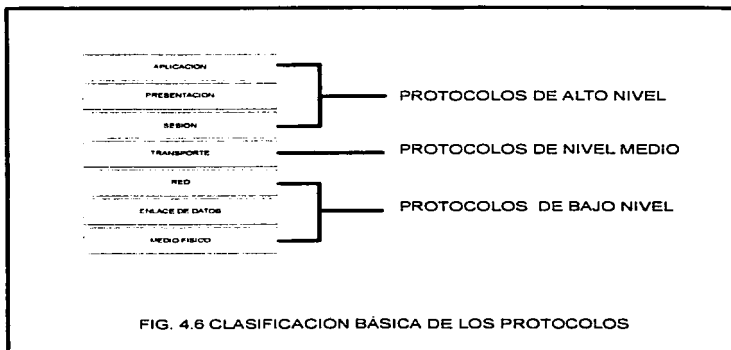 APLICACION
PRESENTACION
PROTOCOLOS DE ALTO NIVEL
SESION
TRANSPORTE
PROTOCOLOS DE NIVEL MEDIO
RED
ENLACE DE DATOS
PROTOCOLOS DE BAJO NIVEL
MEDIO FISICO
FIG. 4.6 CLASIFICACION BÁSICA DE LOS PROTOCOLOS